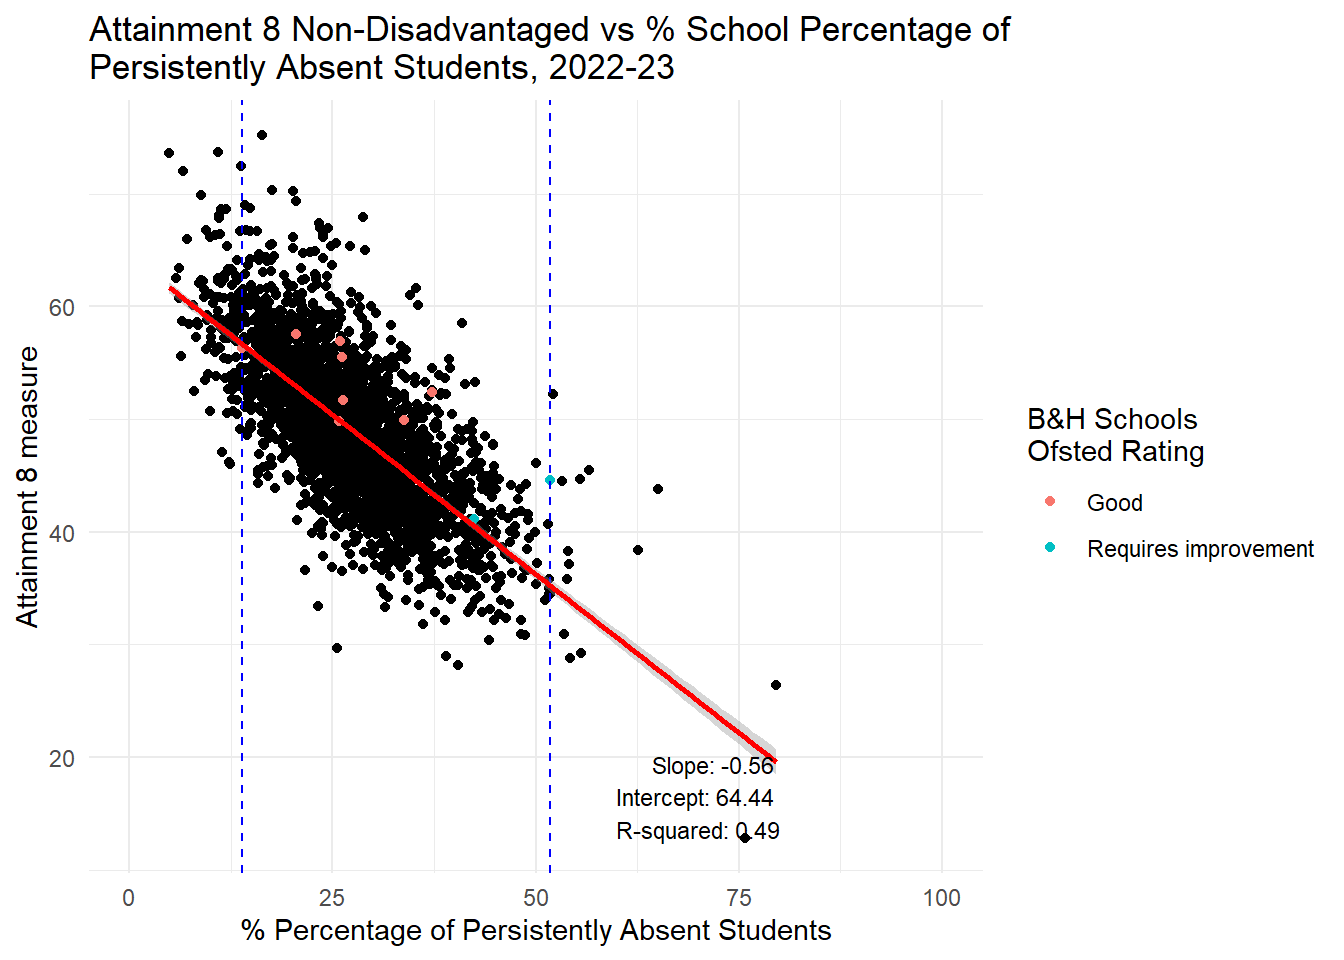 Attainment 8 Non-Disadvantaged vs % School Percentage of
Persistently Absent Students, 2022-23
Attainment 8 measure
60
40
20
Slope: -0.56
Intercept: 64.44
R-squared: 0.49
0
25
50
75
100
% Percentage of Persistently Absent Students
B&H Schools
Ofsted Rating
Good
Requires improvement